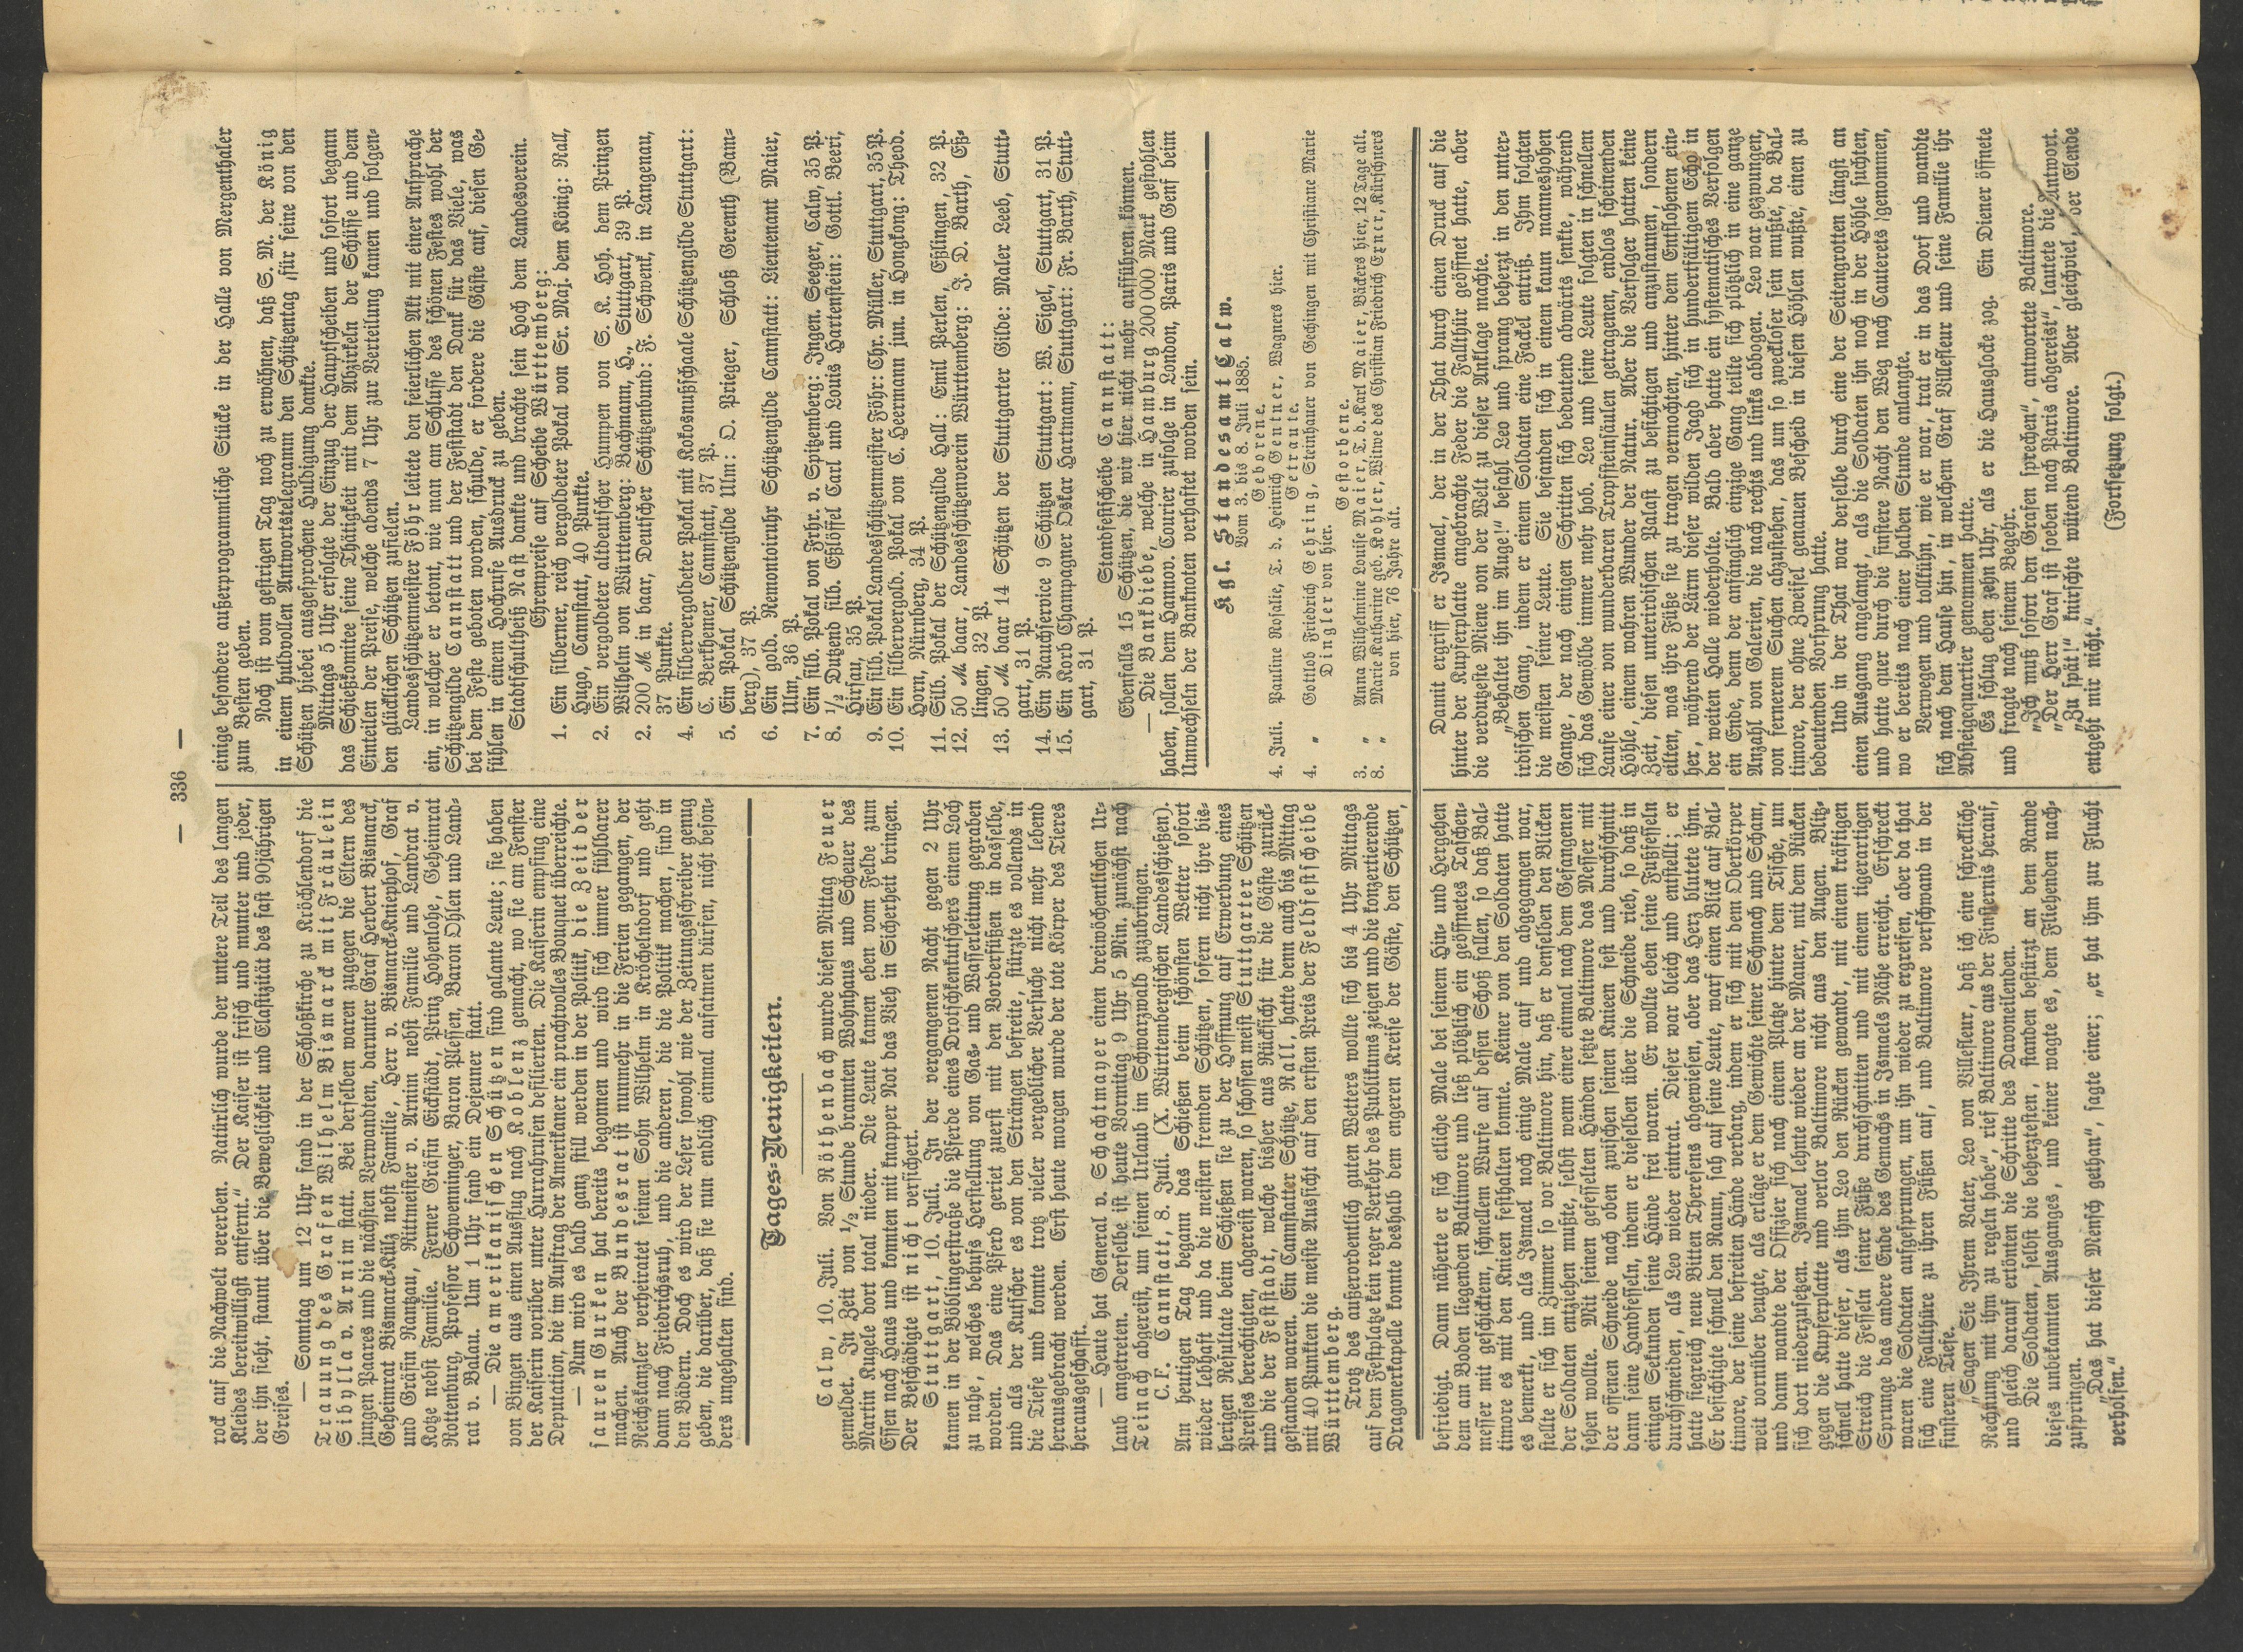 — 336 —
rock auf die Nachwelt vererben. Natürlich wurde der untere Teil des langen
Kleides bereitwilligst entfernt.“ Der Kaiser ist frisch und munter und jeder,
der ihn sieht, staunt über die Beweglichkeit und Elastizität des fast 90jährigen
Greises.
— Sonntag um 12 Uhr fand in der Schloßkirche zu Kröchlendorf die
Trauung des Grafen Wilhelm Bismarck mit Fräulein
Sibylla v. Arnim statt. Bei derselben waren zugegen die Eltern des
jungen Paares und die nächsten Verwandten, darunter Graf Herbert Bismarck,
Geheimrat Bismarck-Külz nebst Familie, Herr v. Bismarck-Kniephof, Graf
und Gräfin Rantzau, Rittmeister v. Arnim nebst Familie und Landrat v.
Kotze nebst Familie. Ferner Gräfin Eickstädt, Prinz Hohenlohe, Geheimrat
Rottenburg, Professor Schwenninger, Baron Plessen, Baron Ohlen und Land-
rat v. Balan. Um 1 Uhr fand ein Dejeuner statt.
— Die amerikanischen Schützen sind galante Leute; sie haben
von Bingen aus einen Ausflug nach Koblenz gemacht, wo sie am Fenster
der Kaiserin vorüber unter Hurrahrufen defilierten. Die Kaiserin empfing eine
Deputation, die im Auftrag der Amerikaner ein prachtvolles Bouquet überreichte.
— Nun wird es bald ganz still werden in der Politik, die Zeit der
sauren Gurken hat bereits begonnen und wird sich immer fühlbarer
machen. Auch der Bundesrat ist nunmehr in die Ferien gegangen, der
Reichskanzler verheiratet seinen Sohn Wilhelm in Kröchelndorf und geht
dann nach Friedrichsruh, und die anderen, die die Politik machen, sind in
den Bädern. Doch es wird der Leser sowohl wie der Zeitungsschreiber genug
geben, die darüber, daß sie nun endlich einmal aufatmen dürfen, nicht beson-
ders ungehalten sind.
Tages-Neuigkeiten.
Calw, 10. Juli. Von Röthenbach wurde diesen Mittag Feuer
gemeldet. In Zeit von ½ Stunde brannten Wohnhaus und Scheuer des
Martin Kugele dort total nieder. Die Leute kamen eben vom Felde zum
Essen nach Haus und konnten mit knapper Not das Vieh in Sicherheit bringen.
Der Beschädigte ist nicht versichert.
Stuttgart, 10. Juli. In der vergangenen Nacht gegen 2 Uhr
kamen in der Böblingerstraße die Pferde eines Drotschkenkutschers einem Loch
zu nahe, welches behufs Herstellung von Gas- und Wasserleitung gegraben
worden. Das eine Pferd geriet zuerst mit den Vorderfüßen in dasselbe,
und als der Kutscher es von den Strängen befreite, stürzte es vollends in
die Tiefe und konnte trotz vieler vergeblicher Versuche nicht mehr lebend
herausgebracht werden. Erst heute morgen wurde der tote Körper des Tieres
herausgeschafft.
— Heute hat General v. Schachtmayer einen dreiwöchentlichen Ur-
laub angetreten. Derselbe ist heute Vormittag 9 Uhr 5 Min. zunächst nach
Teinach abgereist, um seinen Urlaub im Schwarzwald zuzubringen.
C.F. Cannstatt, 8. Juli. (X. Württembergischen Landesschießen).
Am heutigen Tag begann das Schießen beim schönsten Wetter sofort
wieder lebhaft und da die meisten fremden Schützen, sofern nicht ihre bis-
herigen Resultate beim Schießen sie zu der Hoffnung auf Erwerbung eines
Preises berechtigten, abgereist waren, so schossen meist Stuttgarter Schützen
und die der Feststadt, welche bisher aus Rücksicht für die Gäste zurück-
gestanden waren. Ein Cannstatter Schütze, Rall, hatte denn auch bis Mittag
mit 40 Punkten die meiste Aussicht auf den ersten Preis der Feldfestscheibe
Württemberg.
Trotz des außerordentlich guten Wetters wollte sich bis 4 Uhr Mittags
auf dem Festplatze kein reger Verkehr des Publikums zeigen und die konzertierende
Dragonerkapelle konnte deshalb dem engeren Kreise der Gäste, den Schützen,
einige besondere außerprogrammliche Stücke in der Halle von Mergenthaler
zum Besten geben.
Noch ist vom gestrigen Tag noch zu erwähnen, daß S. M. der König
in einem huldvollen Antwortstelegramm den Schützentag für seine von den
Schützen hiebei ausgesprochene Huldigung dankte.
Mittags 5 Uhr erfolgte der Einzug der Hauptscheiben und sofort begann
das Schießkomitee seine Thätigkeit mit dem Abzirkeln der Schüsse und dem
Einteilen der Preise, welche abends 7 Uhr zur Verteilung kamen und folgen-
den glücklichen Schützen zufielen.
Landesschützenmeister Föhr leitete den feierlichen Akt mit einer Ansprache
ein, in welcher er betont, wie man am Schlusse des schönen Festes wohl der
Schützengilde Cannstatt und der Feststadt den Dank für das Viele, was
bei dem Feste geboten worden, schulde, er fordere die Gäste auf, diesen Ge-
fühlen in einem Hochrufe Ausdruck zu geben.
Stadtschultheiß Nast dankte und brachte sein Hoch dem Landesverein.
Ehrenpreise auf Scheibe Württemberg:
1. Ein silberner, reich vergoldeter Pokal von Sr. Maj. dem König: Rall,
Hugo, Cannstatt, 40 Punkte.
2. Ein vergoldeter altdeutscher Humpen von S. K. Hoh. dem Prinzen
Wilhelm von Württemberg: Bachmann, H., Stuttgart, 39 P.
2. 200 M in baar, Deutscher Schützenbund: F. Schwenk, in Langenau,
37 Punkte.
4. Ein silbervergoldeter Pokal mit Kokosnußschaale Schützengilde Stuttgart:
C. Berkhemer, Cannstatt, 37 P.
5. Ein Pokal Schützengilde Ulm: O. Prieger, Schloß Gerenth (Bam-
berg), 37 P.
6. Ein gold. Remontoiruhr Schützengilde Cannstatt: Lieutenant Maier,
Ulm, 36 P.
7. Ein silb. Pokal von Frhr. v. Spitzemberg: Ingen. Seeger, Calw, 35 P.
8. ½ Dutzend silb. Eßlöffel Carl und Louis Hartenstein: Gottl. Beeri,
Hirsau, 35 P.
9. Ein silb. Pokal Landesschützenmeister Föhr: Chr. Müller, Stuttgart, 35 P.
10. Ein silbervergold. Pokal von C. Heermann jun. in Hongkong: Theod.
Horn, Nürnberg, 34 P.
11. Silb. Pokal der Schützengilde Hall: Emil Perlen, Eßlingen, 32 P.
12. 50 M baar, Landesschützenverein Württemberg: J. D. Barth, Eß-
lingen, 32 P.
13. 50 M baar 14 Schützen der Stuttgarter Gilde: Maler Leeb, Stutt-
gart, 31 P.
14. Ein Rauchservice 9 Schützen Stuttgart: W. Sigel, Stuttgart, 31 P.
15. Ein Korb Champagner Oskar Hartmann, Stuttgart: Fr. Barth, Stutt-
gart, 31 P.
Standfestscheibe Cannstatt:
Ebenfalls 15 Schützen, die wir hier nicht mehr aufführen können.
— Die Bankdiebe, welche in Hamburg 200 000 Mark gestohlen
haben, sollen dem Hannov. Courier zufolge in London, Paris und Genf beim
Umwechseln der Banknoten verhaftet worden sein.
Kgl. Standesamt Calw.
Vom 3. bis 8. Juli 1885.
Geborene.
4. Juli. Pauline Rosalie, T. d. Heinrich Gentner, Wagners hier.
Getraute.
4. „ Gottlob Friedrich Gehring, Steinhauer von Gechingen mit Christiane Marie
Dingler von hier.
Gestorbene.
3. „ Anna Wilhelmine Louise Maier, T. d. Karl Maier, Bäckers hier, 12 Tage alt.
8. „ Marie Katharine geb. Kohler, Witwe des Christian Friedrich Exner, Kürschners
von hier, 76 Jahre alt.
befriedigt. Dann näherte er sich etliche Male bei seinem Hin- und Hergehen
dem am Boden liegenden Baltimore und ließ plötzlich ein geöffnetes Taschen-
messer mit geschicktem, schnellem Wurfe auf dessen Schoß fallen, so daß Bal-
timore es mit den Knieen festhalten konnte. Keiner von den Soldaten hatte
es bemerkt, und als Ismael noch einige Male auf und abgegangen war,
stellte er sich im Zimmer so vor Baltimore hin, daß er denselben den Blicken
der Soldaten entziehen mußte, selbst wenn einer einmal nach dem Gefangenen
sehen wollte. Mit seinen gefesselten Händen setzte Baltimore das Messer mit
der offenen Schneide nach oben zwischen seinen Knieen fest und durchschnitt
dann seine Handfesseln, indem er dieselben über die Schneide rieb, so daß in
einigen Sekunden seine Hände frei waren. Er wollte eben seine Fußfesseln
durchschneiden, als Leo wieder eintrat. Dieser war bleich und entstellt; er
hatte siegreich neue Bitten Theresens abgewiesen, aber das Herz blutete ihm.
Er besichtigte schnell den Raum, sah auf seine Leute, warf einen Blick auf Bal-
timore, der seine befreiten Hände verbarg, indem er sich mit dem Oberkörper
weit vornüber beugte, als erläge er dem Gewichte seiner Schmach und Scham,
und dann wandte der Offizier sich nach einem Platze hinter dem Tische, um
sich dort niederzusetzen. Ismael lehnte wieder an der Mauer, mit dem Rücken
gegen die Kupferplatte und verlor Baltimore nicht aus den Augen. Blitz-
schnell hatte dieser, als ihm Leo den Rücken gewandt, mit einem kräftigen
Streich die Fesseln seiner Füße durchschnitten und mit einem tigerartigen
Sprunge das andere Ende des Gemachs in Ismaels Nähe erreicht. Erschreckt
waren die Soldaten aufgesprungen, um ihn wieder zu ergreifen, aber da that
sich eine Fallthüre zu ihren Füßen auf, und Baltimore verschwand in der
finsteren Tiefe.
„Sagen Sie Ihrem Vater, Leo von Villefleur, daß ich eine schreckliche
Rechnung mit ihm zu regeln habe“, rief Baltimore aus der Finsternis herauf,
und gleich darauf ertönten die Schritte des Davoneilenden.
Die Soldaten, selbst die beherztesten, standen bestürzt an dem Rande
dieses unbekannten Ausganges, und keiner wagte es, dem Fliehenden nach-
zuspringen.
„Das hat dieser Mensch gethan“, sagte einer; „er hat ihm zur Flucht
verholfen.“
Damit ergriff er Ismael, der in der That durch einen Druck auf die
hinter der Kupferplatte angebrachte Feder die Fallthür geöffnet hatte, aber
die verdutzteste Miene von der Welt zu dieser Anklage machte.
„Behaltet ihn im Auge!“ befahl Leo und sprang beherzt in den unter-
irdischen Gang, indem er einem Soldaten eine Fackel entriß. Ihm folgten
die meisten seiner Leute. Sie befanden sich in einem kaum manneshohen
Gange, der nach einigen Schritten sich bedeutend abwärts senkte, während
sich das Gewölbe immer mehr hob. Leo und seine Leute folgten in schnellem
Laufe einer von wunderbaren Tropfsteinsäulen getragenen, endlos scheinenden
Höhle, einem wahren Wunder der Natur. Aber die Verfolger hatten keine
Zeit, diesen unterirdischen Palast zu besichtigen und anzustaunen, sondern
eilten, was ihre Füße sie zu tragen vermochten, hinter dem Entflohenen ein-
her, während der Lärm dieser wilden Jagd sich in hundertfältigem Echo in
der weiten Halle wiederholte. Bald aber hatte ein systematisches Verfolgen
ein Ende, denn der anfänglich einzige Gang teilte sich plötzlich in eine ganze
Anzahl von Galerien, die nach rechts und links abbogen. Leo war gezwungen,
von fernerem Suchen abzustehen, das um so zweckloser sein mußte, da Bal-
timore, der ohne Zweifel genauen Bescheid in diesen Höhlen wußte, einen zu
bedeutenden Vorsprung hatte.
Und in der That war derselbe durch eine der Seitengrotten längst an
einen Ausgang angelangt, als die Soldaten ihn noch in der Höhle suchten,
und hatte quer durch die finstere Nacht den Weg nach Cauterets genommen,
wo er bereits nach einer halben Stunde anlangte.
Verwegen und tollkühn, wie er war, trat er in das Dorf und wandte
sich nach dem Hause hin, in welchem Graf Villefleur und seine Familie ihr
Absteigequartier genommen hatte.
Es schlug eben zehn Uhr, als er die Hausglocke zog. Ein Diener öffnete
und fragte nach seinem Begehr.
„Ich muß sofort den Grafen sprechen“, antwortete Baltimore.
„Der Herr Graf ist soeben nach Paris abgereist“, lautete die Antwort.
„Zu spät!“ knirschte wütend Baltimore. Aber gleichviel, der Elende
entgeht mir nicht.“
(Fortsetzung folgt.)